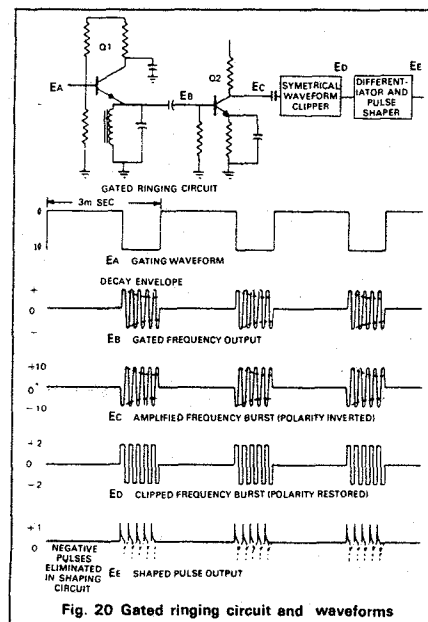 Q1
Q2
EA
EB
EC
ED
EE
SYMETRICAL
WAVEFORM
CLIPPER
DIFFERENT-
IATOR AND
PULSE
SHAPER
GATED RINGING CIRCUIT
3m SEC
0
10
EA GATING WAVEFORM
DECAY ENVELOPE
+
0
-
EB GATED FREQUENCY OUTPUT
+10
0
-10
EC AMPLIFIED FREQUENCY BURST (POLARITY INVERTED)
+2
0
-2
ED CLIPPED FREQUENCY BURST (POLARITY RESTORED)
+1
0
NEGATIVE
PULSES
ELIMINATED
IN SHAPING
CIRCUIT
EE SHAPED PULSE OUTPUT
Fig. 20 Gated ringing circuit and waveforms